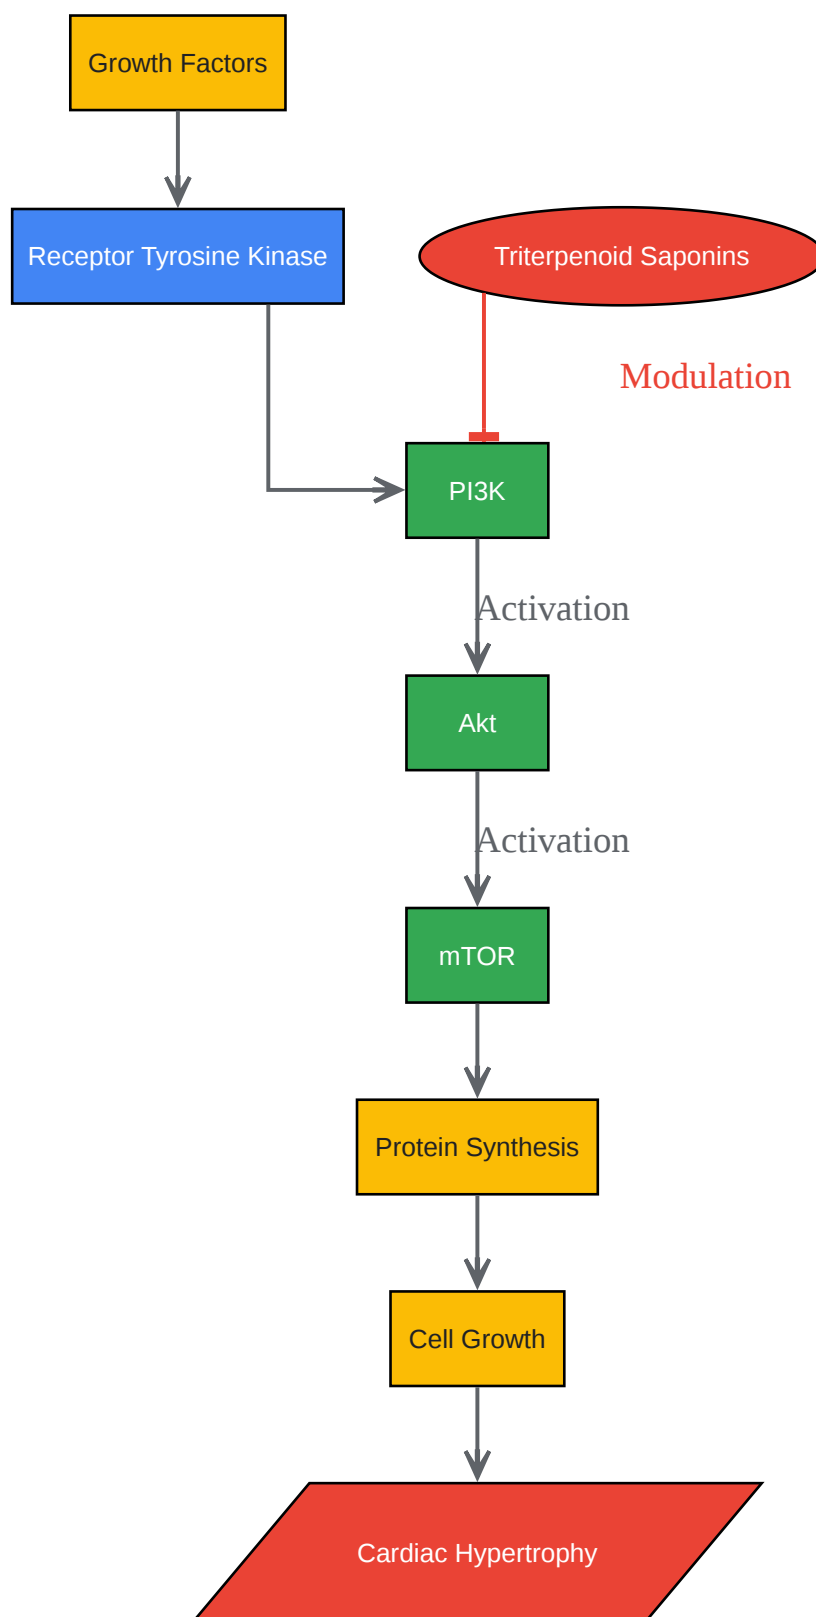 Growth Factors
Receptor Tyrosine Kinase
Triterpenoid Saponins
Modulation
PI3K
Activation
Akt
Activation
mTOR
Protein Synthesis
Cell Growth
Cardiac Hypertrophy